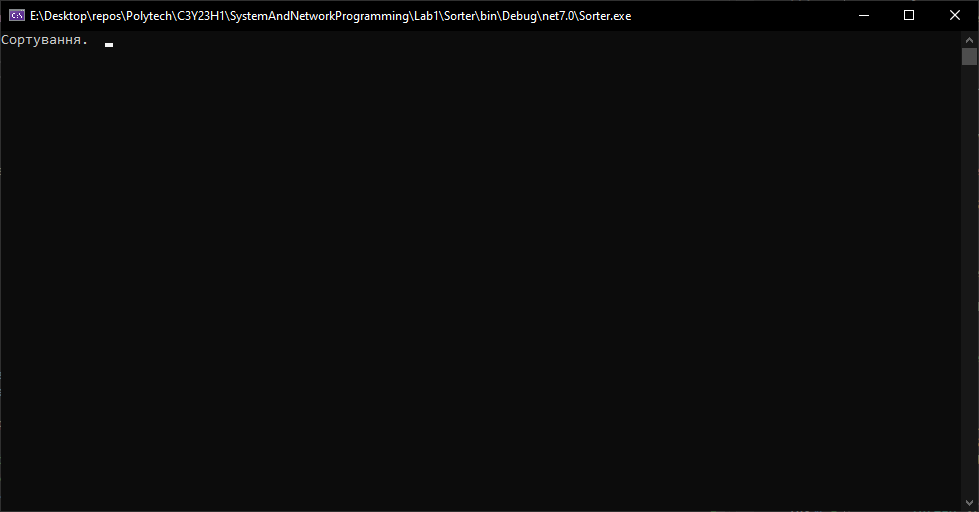 E:\Desktop\repos\Polytech\C3Y23H1\SystemAndNetworkProgramming\Lab1\Sorter\bin\Debug\net7.0\Sorter.exe
Сортування.